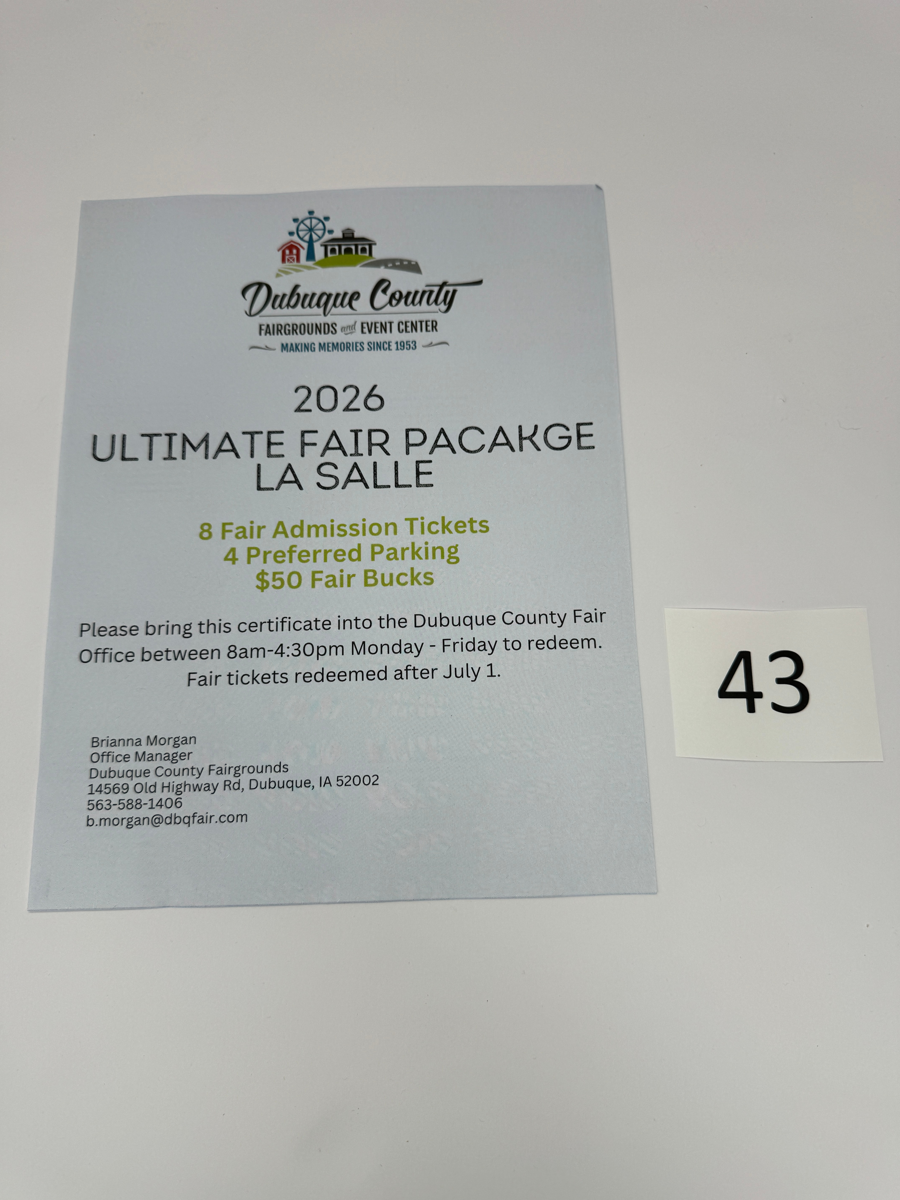 Dubuque County
FAIRGROUNDS and EVENT CENTER
MAKING MEMORIES SINCE 1953
2026
ULTIMATE FAIR PACAKGE
LA SALLE
8 Fair Admission Tickets
4 Preferred Parking
$50 Fair Bucks
Please bring this certificate into the Dubuque County Fair
Office between 8am-4:30pm Monday - Friday to redeem.
Fair tickets redeemed after July 1.
Brianna Morgan
Office Manager
Dubuque County Fairgrounds
14569 Old Highway Rd, Dubuque, IA 52002
563-588-1406
b.morgan@dbqfair.com
43